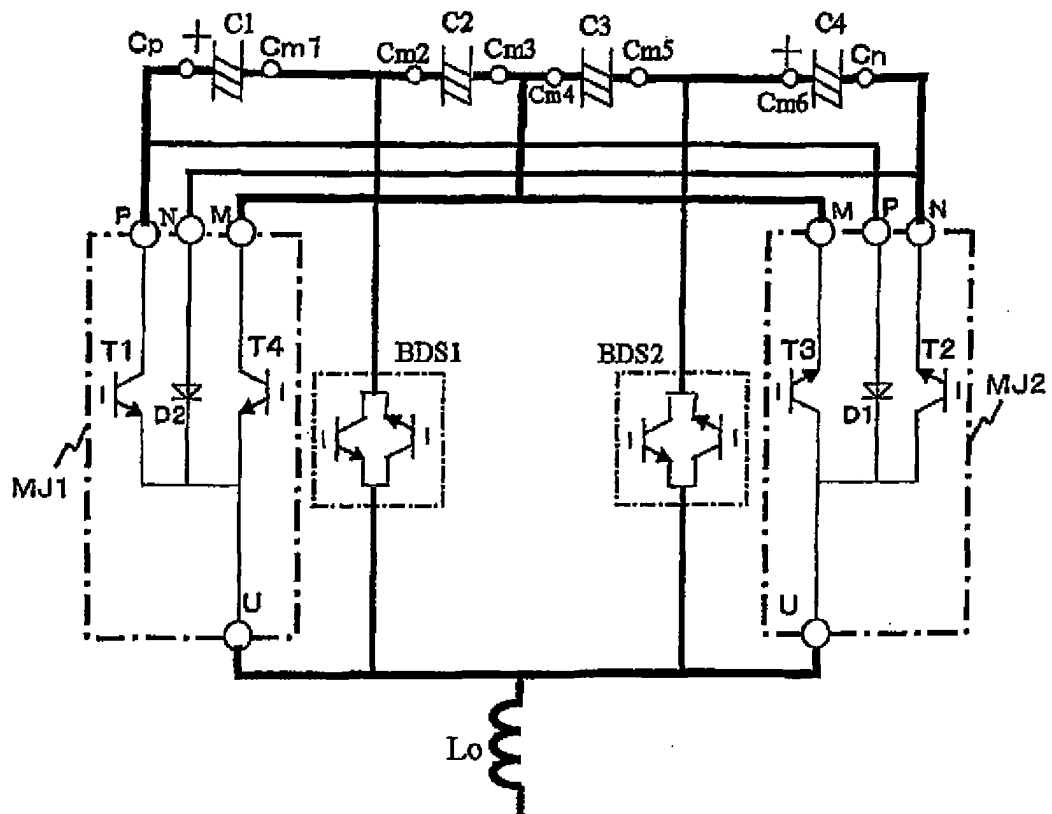 C1 C2 C3 C4
Cp + Cm1 Cm2 Cm3 Cm4 Cm5 + Cm6 Cn
P N M M P N
T1 D2 T4 BDS1 BDS2 T3 D1 T2
MJ1 MJ2
U U
Lo